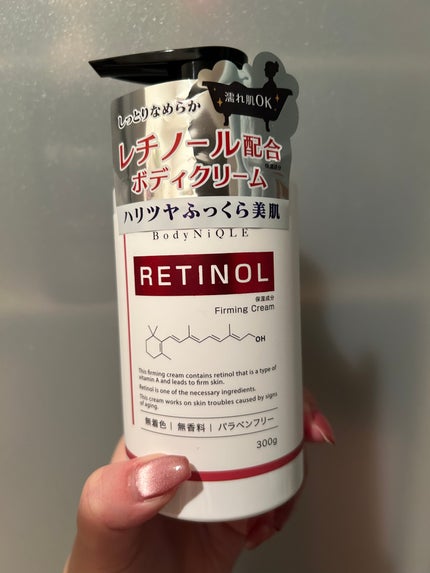 濡れ肌OK
しっとりなめらか
レチノール配合
保湿成分
ボディクリーム
ハリツヤふっくら美肌
BodyNiQLE
RETINOL
保湿成分
Firming Cream
OH
This firming cream contains retinol that is a type of
vitamin A and leads to firm skin.
Retinol is one of the necessary ingredients.
This cream works on skin troubles caused by signs
of aging.
無着色 | 無香料 | パラベンフリー
300g